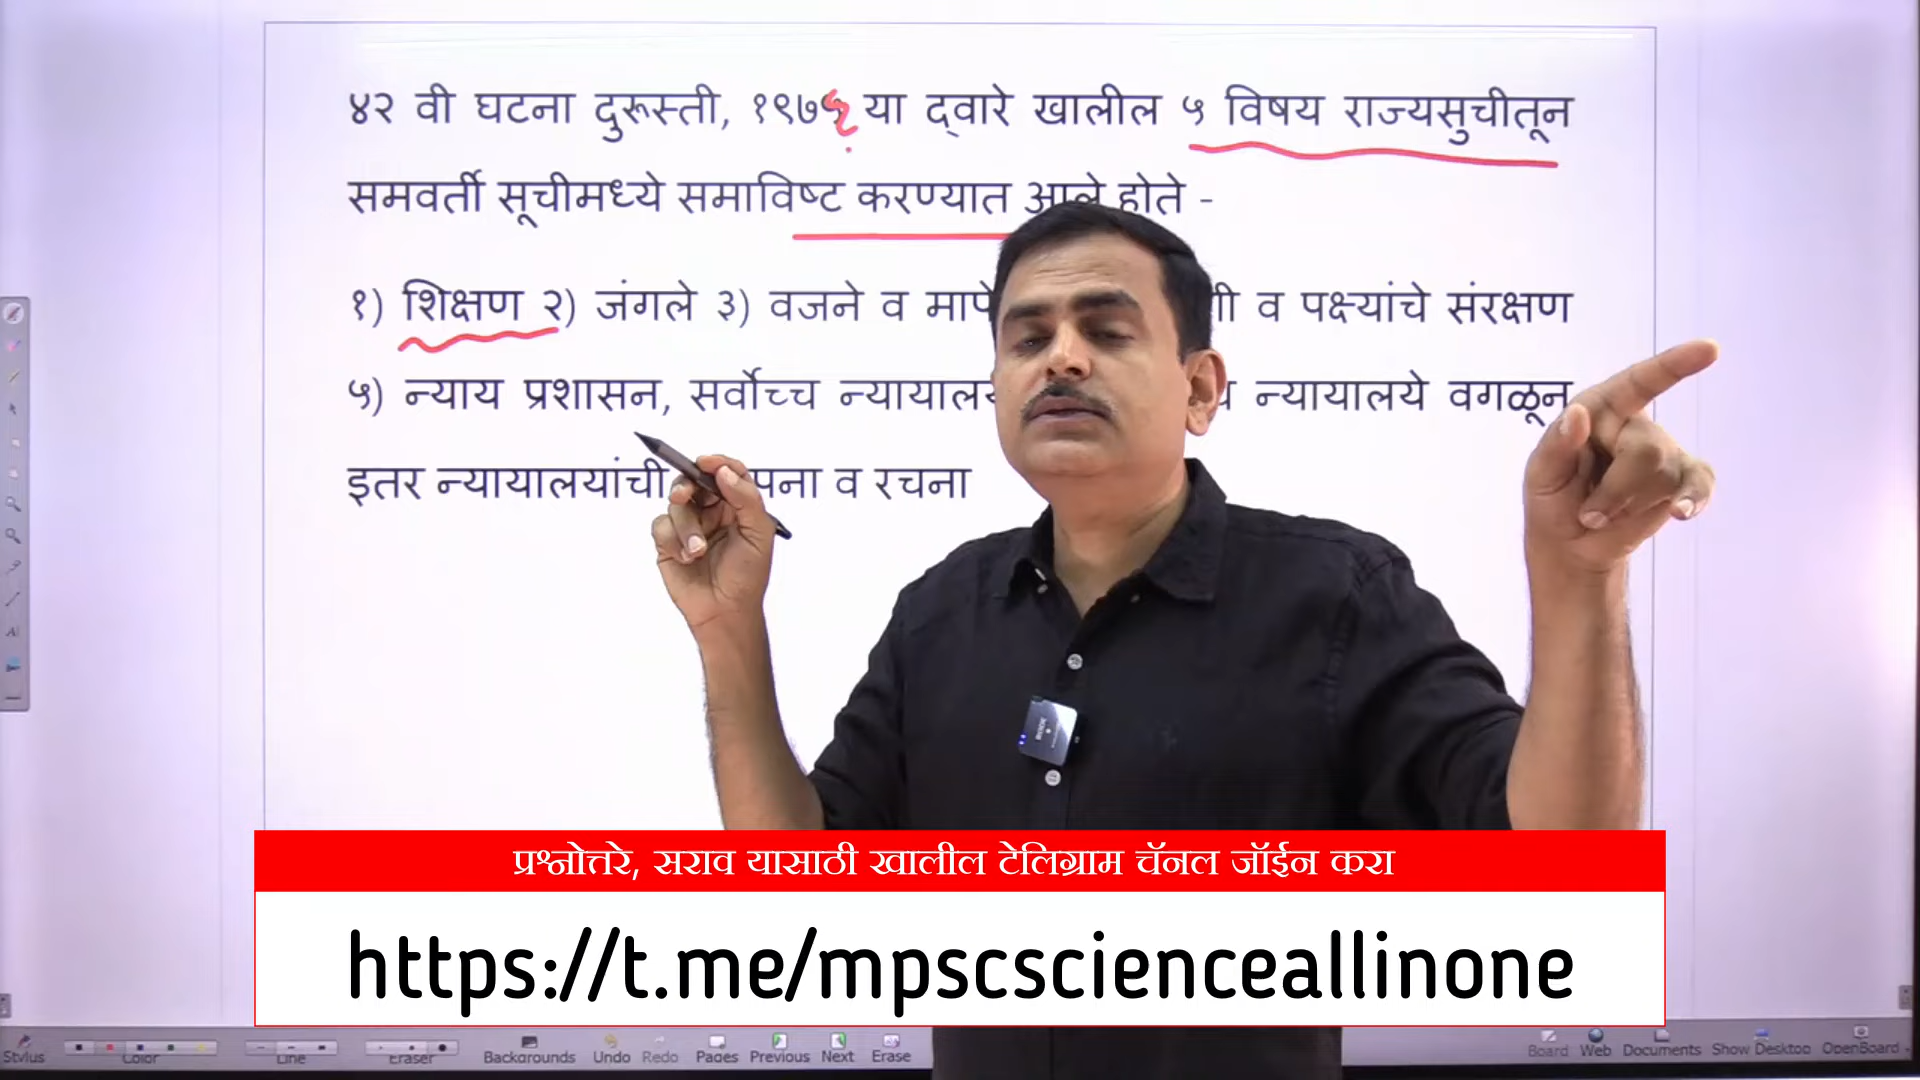 ४२ वी घटना दुरूस्ती, १९७६ या द्वारे खालील ५ विषय राज्यसुचीतून
समवर्ती सूचीमध्ये समाविष्ट करण्यात आले होते -
१) शिक्षण २) जंगले ३) वजने व मापे व पक्ष्यांचे संरक्षण
५) न्याय प्रशासन, सर्वोच्च न्यायालये वगळून
इतर न्यायालयांची व रचना
प्रश्नोत्तरे, सराव यासाठी खालील टेलिग्राम चॅनल जॉईन करा
https://t.me/mpscscienceallinone
Stylus Color Line Eraser Backgrounds Undo Redo Pages Previous Next Erase Board Web Documents Show Desktop OpenBoard